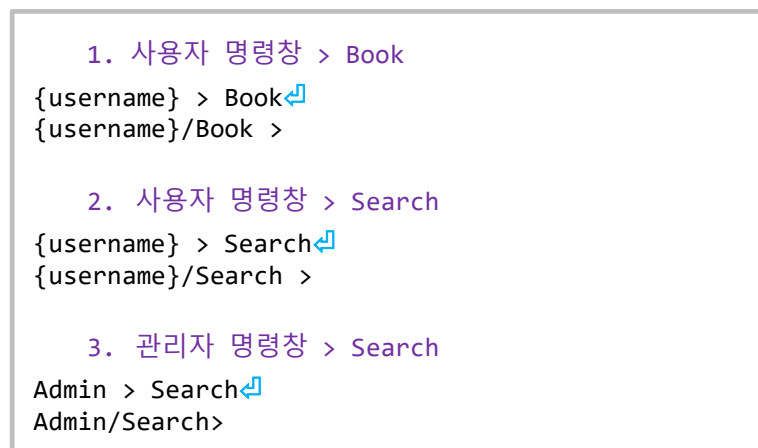 1. 사용자 명령창 > Book
{username} > Book⏎
{username}/Book >
2. 사용자 명령창 > Search
{username} > Search⏎
{username}/Search >
3. 관리자 명령창 > Search
Admin > Search⏎
Admin/Search>